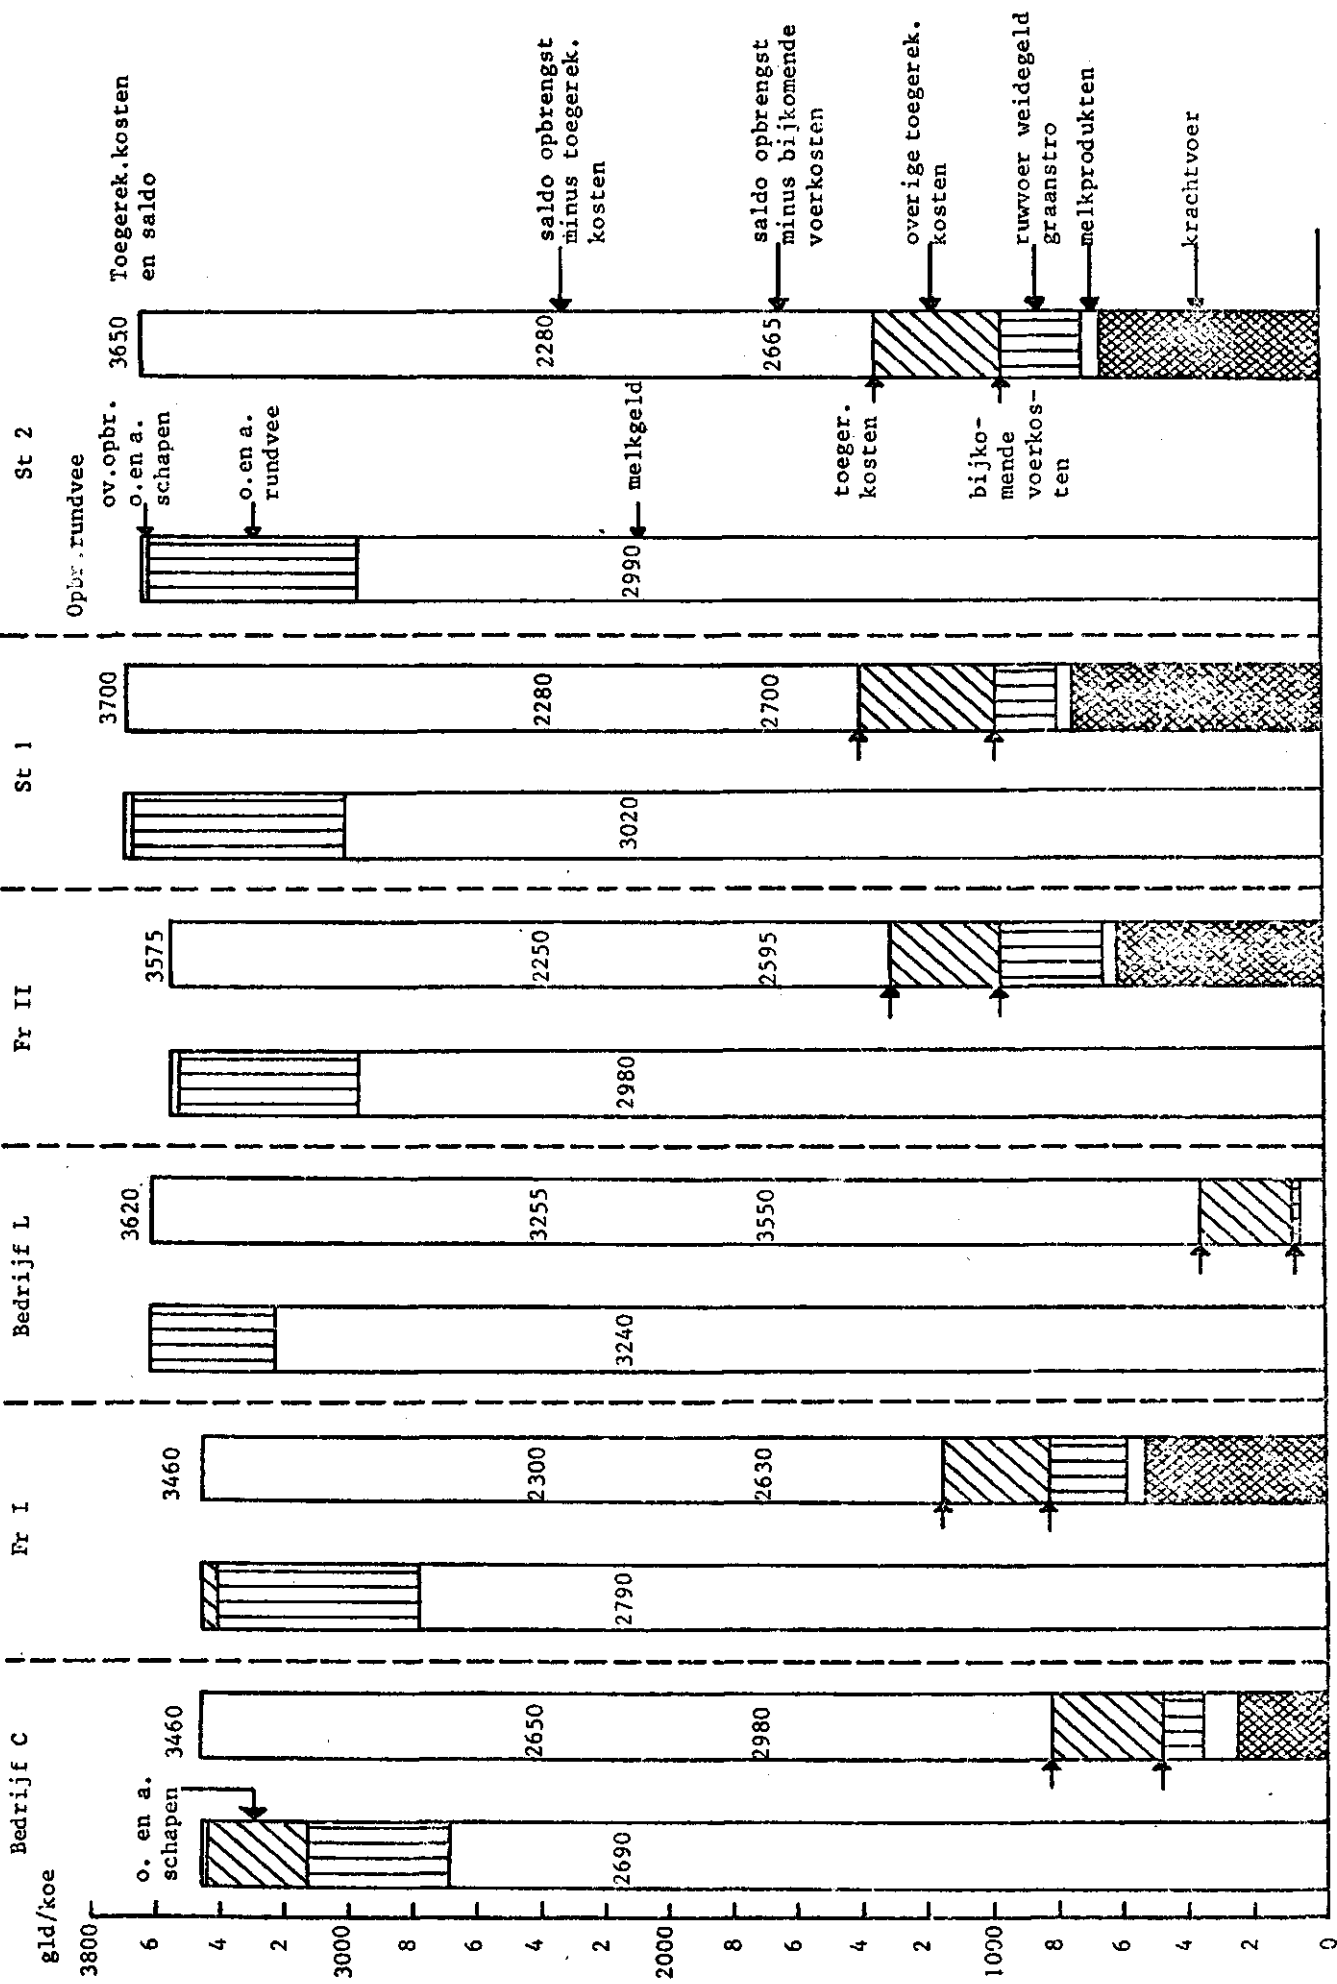 gld/koe
3800
6
4
2
3000
8
6
4
2
2000
8
6
4
2
1000
8
6
4
2
0
Bedrijf C
o. en a.
schapen
2690
3460
2650
2980
Fr I
2790
3460
2300
2630
Bedrijf L
3240
3620
3255
3550
Fr II
2980
3575
2250
2595
St 1
3020
3700
2280
2700
St 2
Opbr.rundvee
ov.opbr.
o.en a.
schapen
o.en a.
rundvee
melkgeld
2990
toeger.
kosten
bijko-
mende
voerkos-
ten
3650
Toegerek.kosten
en saldo
2280
2665
saldo opbrengst
minus toegerek.
kosten
saldo opbrengst
minus bijkomende
voerkosten
overige toegerek.
kosten
ruwvoer weidegeld
graanstro
melkprodukten
krachtvoer